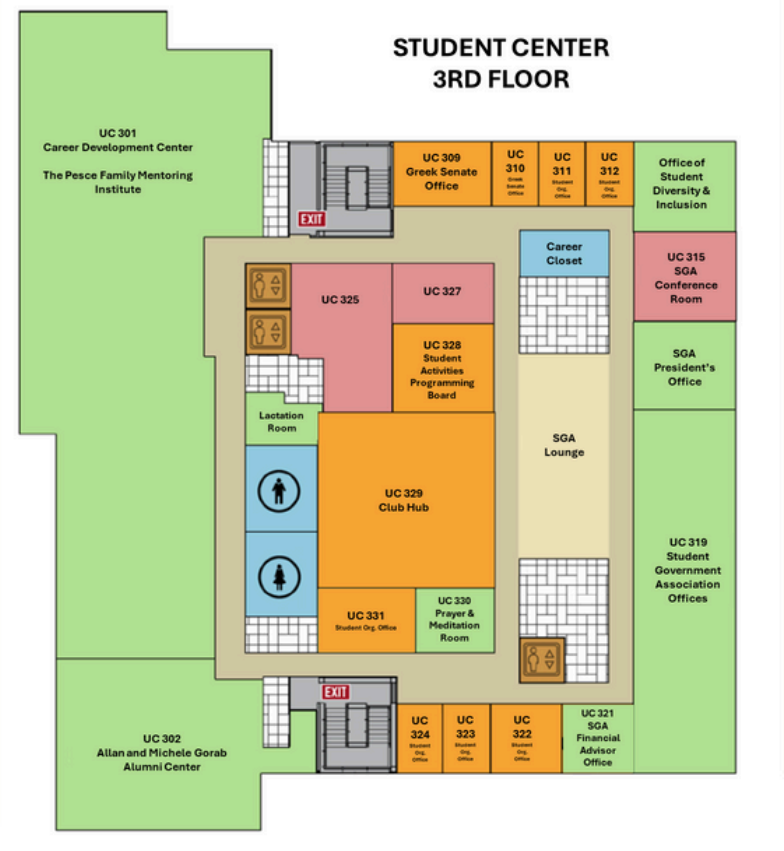 STUDENT CENTER
3RD FLOOR
UC 301
Career Development Center
The Pesce Family Mentoring
Institute
UC 309
Greek Senate
Office
UC
310
Greek
Senate
Office
UC
311
Student
Org.
Office
UC
312
Student
Org.
Office
Office of
Student
Diversity &
Inclusion
EXIT
Career
Closet
UC 315
SGA
Conference
Room
UC 325
UC 327
UC 328
Student
Activities
Programming
Board
SGA
President's
Office
Lactation
Room
SGA
Lounge
UC 329
Club Hub
UC 319
Student
Government
Association
Offices
UC 331
Student Org. Office
UC 330
Prayer &
Meditation
Room
EXIT
UC 302
Allan and Michele Gorab
Alumni Center
UC
324
Student
Org.
Office
UC
323
Student
Org.
Office
UC
322
Student
Org.
Office
UC 321
SGA
Financial
Advisor
Office